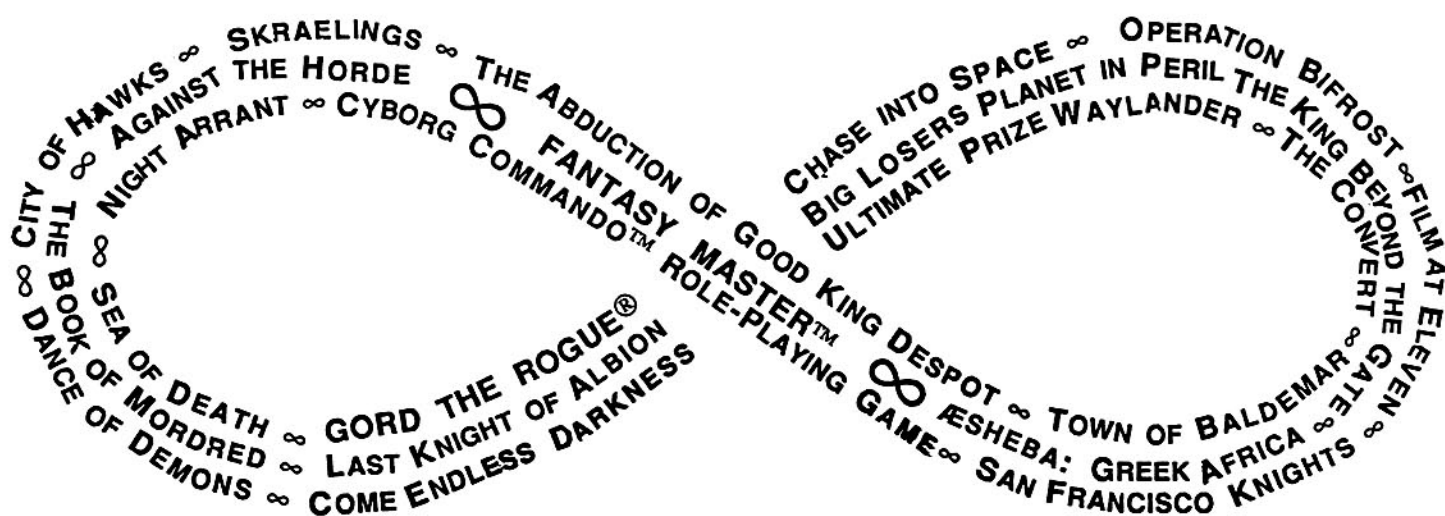 ∞ CITY OF HAWKS ∞ SKRAELINGS ∞ THE ABDUCTION OF GOOD KING DESPOT ∞ TOWN OF BALDEMAR ∞
THE BOOK OF MORDRED ∞ LAST KNIGHT OF ALBION
∞ AGAINST THE HORDE ∞ FANTASY MASTER™ ∞ ÆSHEBA: GREEK AFRICA ∞
∞ NIGHT ARRANT ∞ CYBORG COMMANDO™ ROLE-PLAYING GAME ∞ SAN FRANCISCO KNIGHTS ∞
CHASE INTO SPACE ∞ OPERATION BIFROST ∞ FILM AT ELEVEN ∞
BIG LOSERS PLANET IN PERIL THE KING BEYOND THE GATE
ULTIMATE PRIZE WAYLANDER ∞ THE CONVERT
SEA OF DEATH ∞ GORD THE ROGUE®
DANCE OF DEMONS ∞ COME ENDLESS DARKNESS